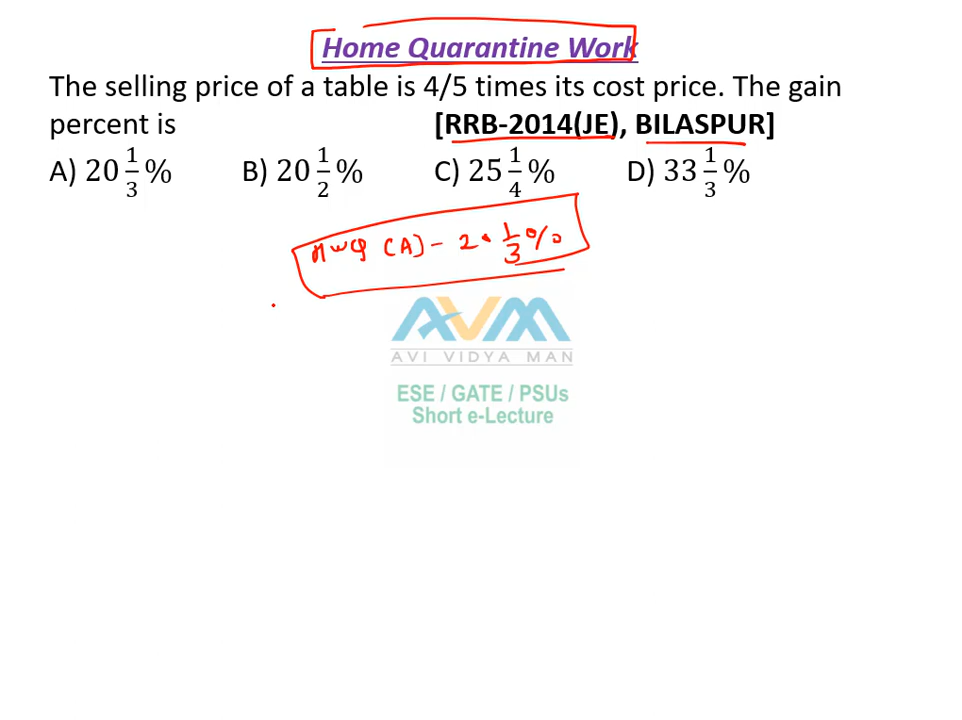 Home Quarantine Work
The selling price of a table is 4/5 times its cost price. The gain
percent is [RRB-2014(JE), BILASPUR]
A) 20 1/3 % B) 20 1/2 % C) 25 1/4 % D) 33 1/3 %
(A) - 20 1/3 %
AVM
AVI VIDYA MAN
ESE / GATE / PSUs
Short e-Lecture